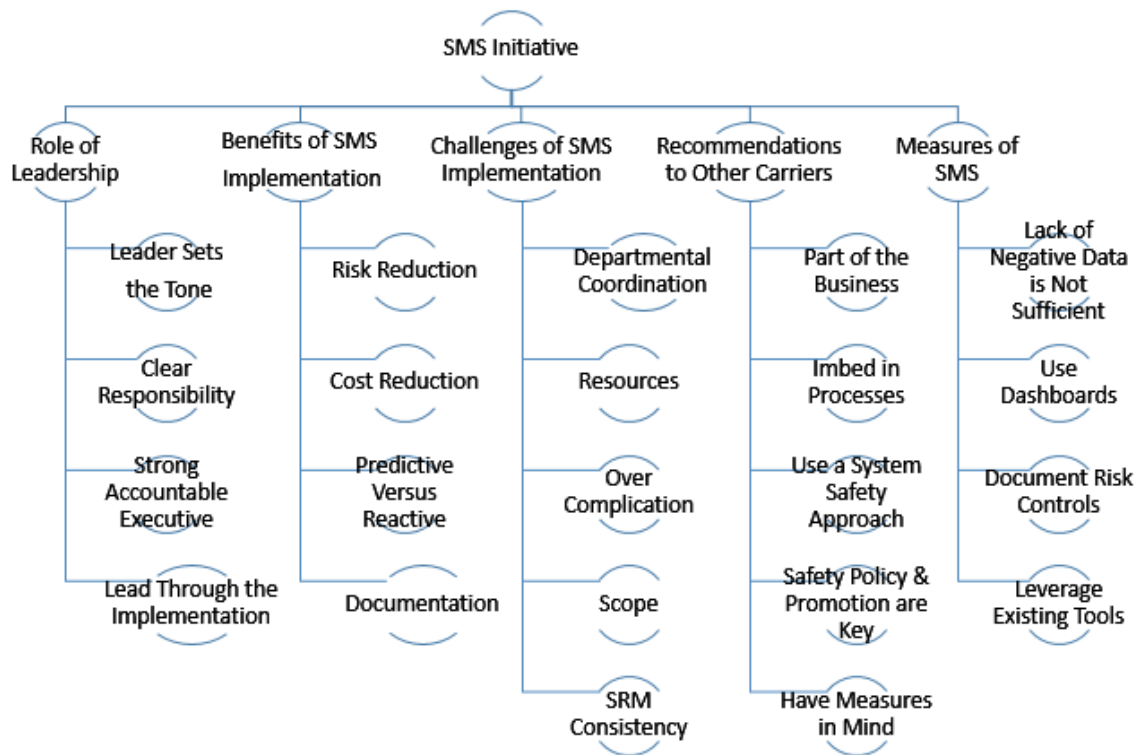 SMS Initiative
Role of
Leadership
Benefits of SMS
Implementation
Challenges of SMS
Implementation
Recommendations
to Other Carriers
Measures of
SMS
Leader Sets
the Tone
Clear
Responsibility
Strong
Accountable
Executive
Lead Through the
Implementation
Risk Reduction
Cost Reduction
Predictive
Versus
Reactive
Documentation
Departmental
Coordination
Resources
Over
Complication
Scope
SRM
Consistency
Part of the
Business
Imbed in
Processes
Use a System
Safety
Approach
Safety Policy &
Promotion are
Key
Have Measures
in Mind
Lack of
Negative Data
is Not
Sufficient
Use
Dashboards
Document Risk
Controls
Leverage
Existing Tools